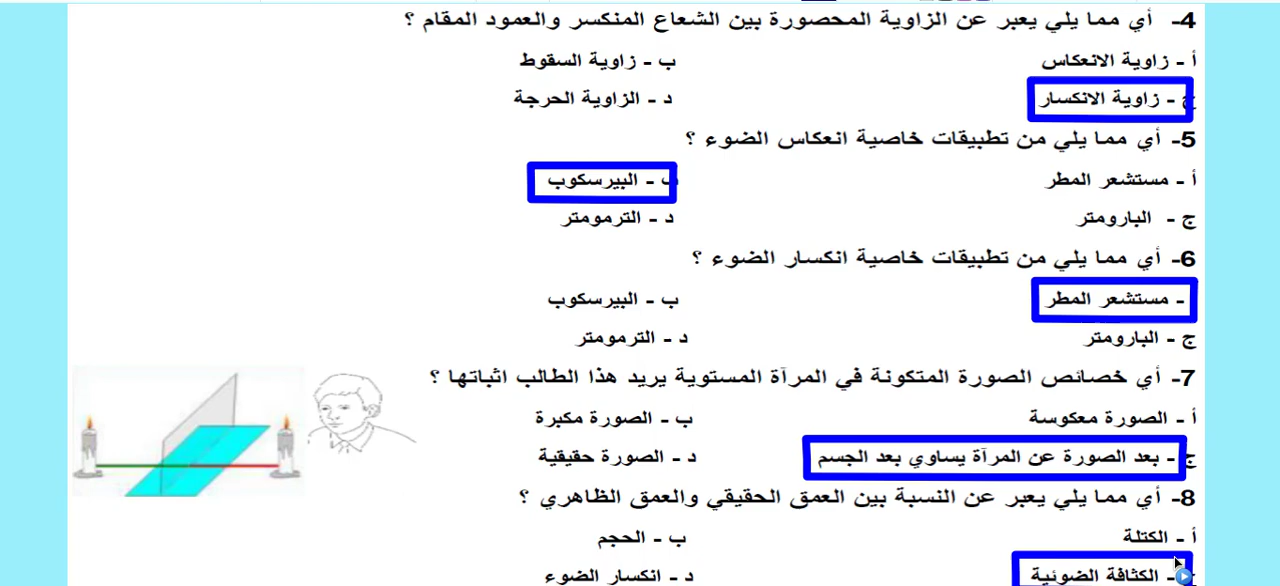 4- أي مما يلي يعبر عن الزاوية المحصورة بين الشعاع المنكسر والعمود المقام ؟
أ - زاوية الانعكاس ب - زاوية السقوط
ج - زاوية الانكسار د - الزاوية الحرجة
5- أي مما يلي من تطبيقات خاصية انعكاس الضوء ؟
أ - مستشعر المطر ب - البيرسكوب
ج - البارومتر د - الترمومتر
6- أي مما يلي من تطبيقات خاصية انكسار الضوء ؟
- مستشعر المطر ب - البيرسكوب
ج - البارومتر د - الترمومتر
7- أي خصائص الصورة المتكونة في المرآة المستوية يريد هذا الطالب اثباتها ؟
أ - الصورة معكوسة ب - الصورة مكبرة
ج - بعد الصورة عن المرآة يساوي بعد الجسم د - الصورة حقيقية
8- أي مما يلي يعبر عن النسبة بين العمق الحقيقي والعمق الظاهري ؟
أ - الكتلة ب - الحجم
ج - الكثافة الضوئية د - انكسار الضوء